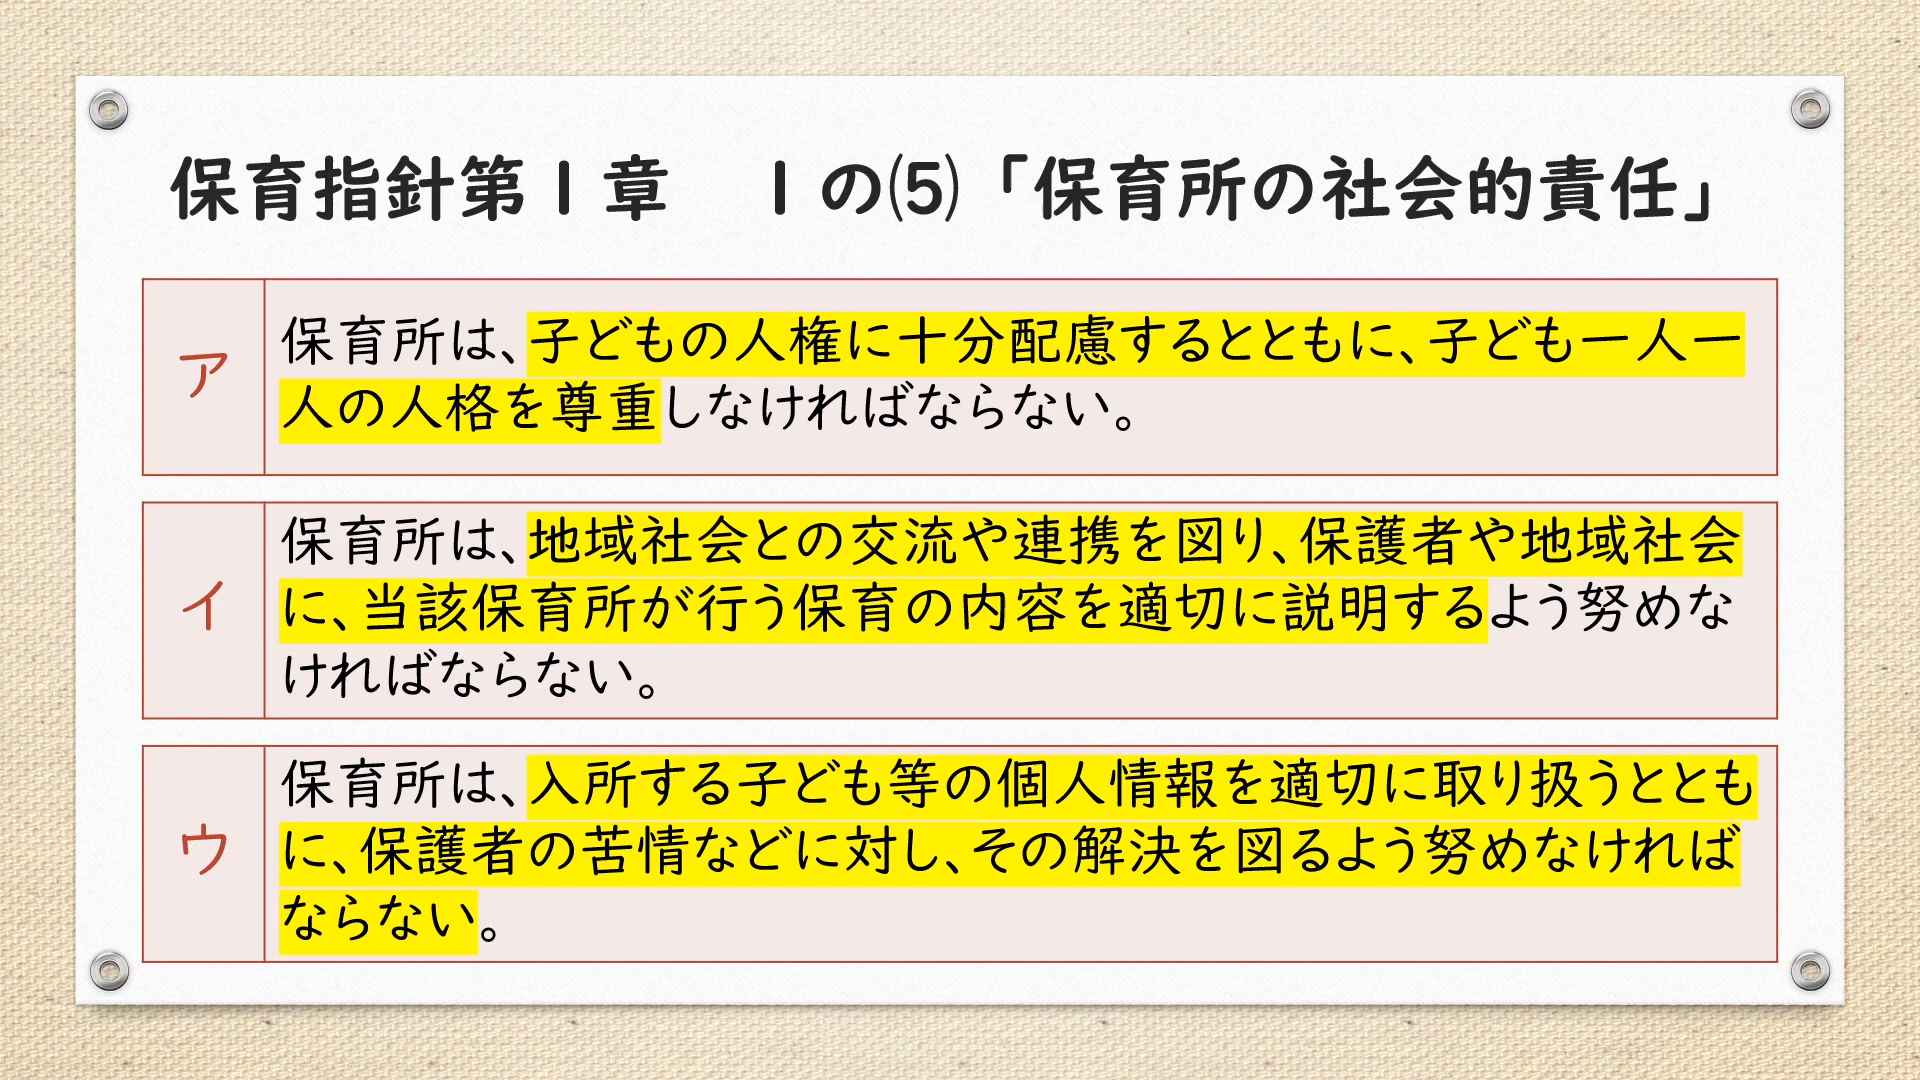 保育指針第1章　1の⑸「保育所の社会的責任」
ア
保育所は、子どもの人権に十分配慮するとともに、子ども一人一
人の人格を尊重しなければならない。
イ
保育所は、地域社会との交流や連携を図り、保護者や地域社会
に、当該保育所が行う保育の内容を適切に説明するよう努めな
ければならない。
ウ
保育所は、入所する子ども等の個人情報を適切に取り扱うととも
に、保護者の苦情などに対し、その解決を図るよう努めなければ
ならない。